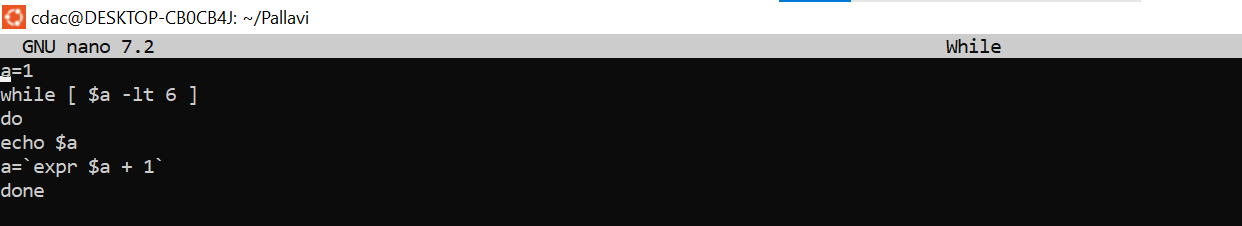 cdac@DESKTOP-CB0CB4J: ~/Pallavi
GNU nano 7.2 While
a=1
while [ $a -lt 6 ]
do
echo $a
a=`expr $a + 1`
done